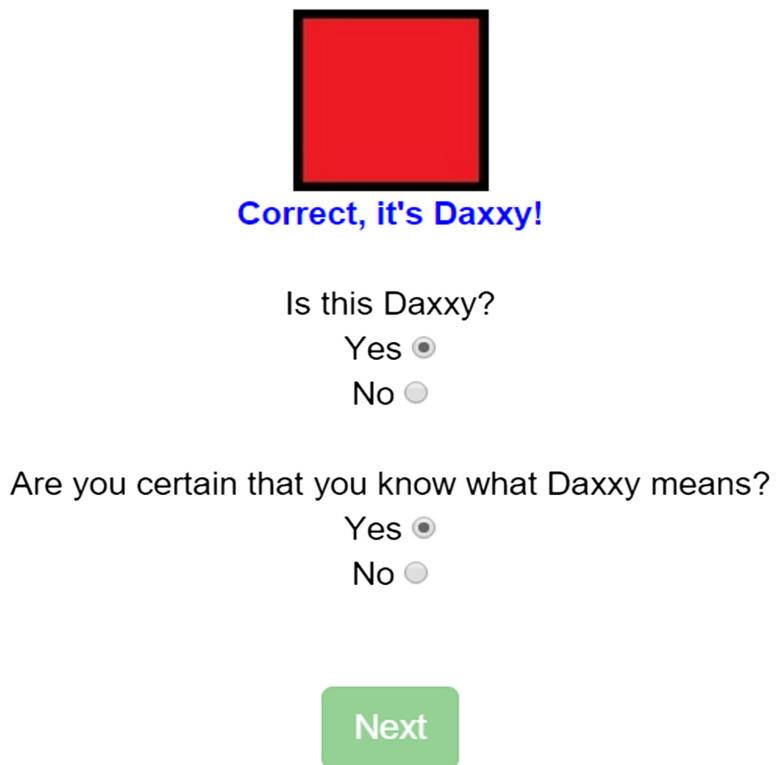 Correct, it's Daxxy!
Is this Daxxy?
Yes
No
Are you certain that you know what Daxxy means?
Yes
No
Next